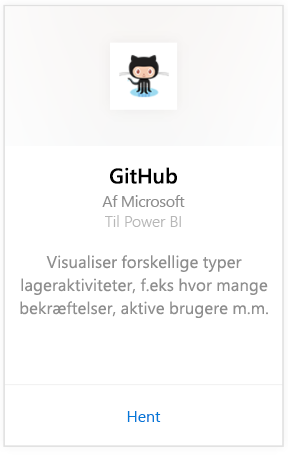 GitHub
Af Microsoft
Til Power BI
Visualiser forskellige typer
lageraktiviteter, f.eks hvor mange
bekræftelser, aktive brugere m.m.
Hent